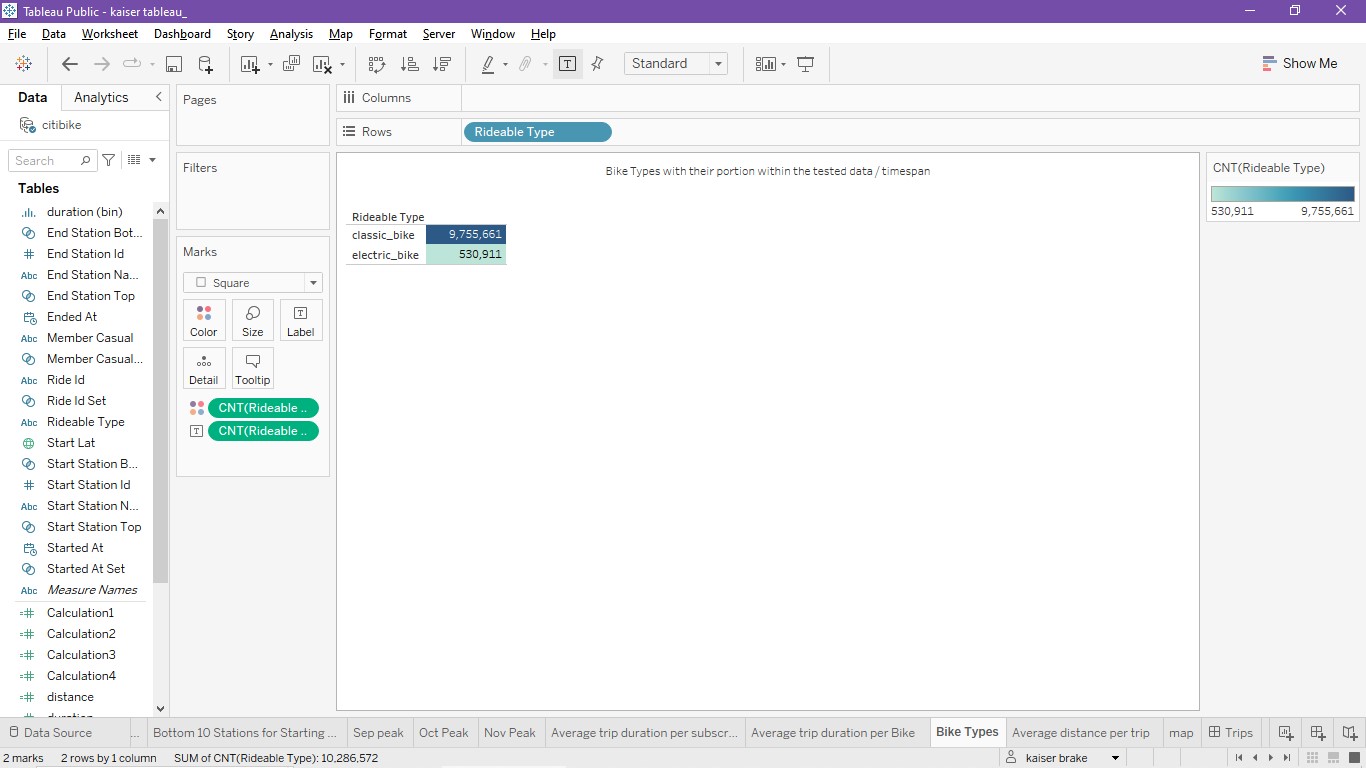 Tableau Public - kaiser tableau_
File Data Worksheet Dashboard Story Analysis Map Format Server Window Help
Standard
Show Me
Data Analytics
citibike
Search
Tables
duration (bin)
End Station Bot...
End Station Id
Abc End Station Na...
End Station Top
Ended At
Abc Member Casual
Member Casual...
Abc Ride Id
Ride Id Set
Abc Rideable Type
Start Lat
Start Station B...
Start Station Id
Abc Start Station N...
Start Station Top
Started At
Started At Set
Abc Measure Names
Calculation1
Calculation2
Calculation3
Calculation4
distance
duration
Pages
Filters
Marks
Square
Color Size Label
Detail Tooltip
CNT(Rideable ..
CNT(Rideable ..
Columns
Rows Rideable Type
Bike Types with their portion within the tested data / timespan
Rideable Type
classic_bike 9,755,661
electric_bike 530,911
CNT(Rideable Type)
530,911 9,755,661
Data Source ... Bottom 10 Stations for Starting ... Sep peak Oct Peak Nov Peak Average trip duration per subscr... Average trip duration per Bike Bike Types Average distance per trip map Trips
2 marks 2 rows by 1 column SUM of CNT(Rideable Type): 10,286,572 kaiser brake